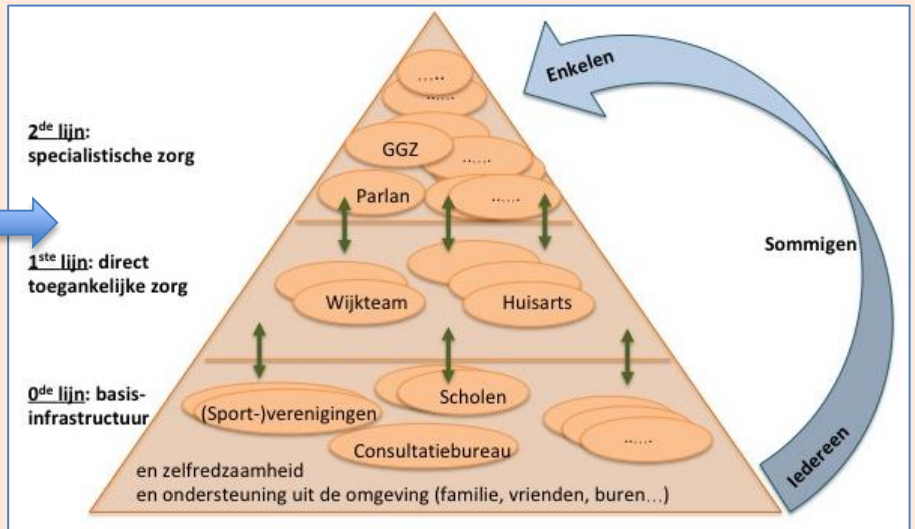 .....
......
2de lijn:
specialistische zorg
GGZ
......
Parlan
......
Enkelen
1ste lijn: direct
toegankelijke zorg
Wijkteam
Huisarts
Sommigen
0de lijn: basis-
infrastructuur
(Sport-)verenigingen
Scholen
Consultatiebureau
......
Iedereen
en zelfredzaamheid
en ondersteuning uit de omgeving (familie, vrienden, buren...)